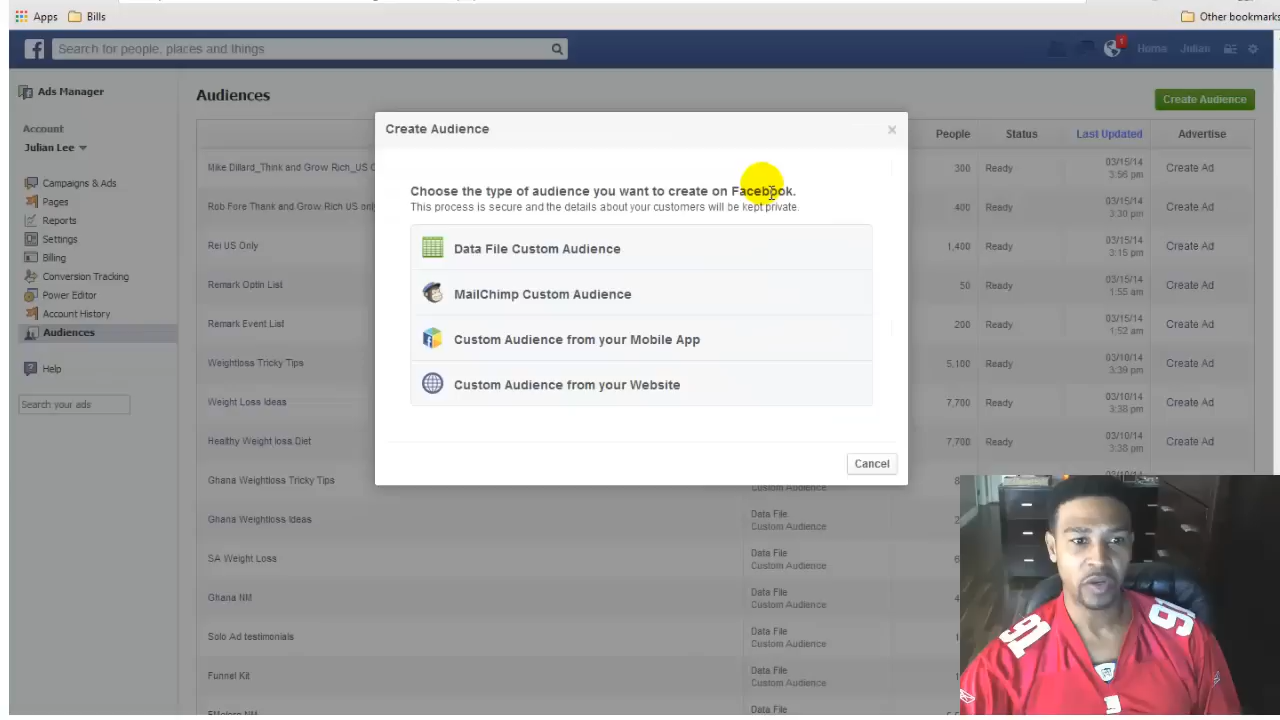 Apps
Bills
Other bookmarks
Search for people, places and things
1
Home
Julian
Ads Manager
Account
Julian Lee
Campaigns & Ads
Pages
Reports
Settings
Billing
Conversion Tracking
Power Editor
Account History
Audiences
Help
Search your ads
Audiences
Create Audience
People Status Last Updated Advertise
Mike Dillard_Think and Grow Rich_US
300 Ready 03/15/14 Create Ad
3:56 pm
Rob Fore Thank and Grow Rich US only
400 Ready 03/15/14 Create Ad
3:30 pm
Rei US Only
1,400 Ready 03/15/14 Create Ad
3:15 pm
Remark Optin List
50 Ready 03/15/14 Create Ad
1:55 am
Remark Event List
200 Ready 03/15/14 Create Ad
1:52 am
Weightloss Tricky Tips
5,100 Ready 03/10/14 Create Ad
3:39 pm
Weight Loss Ideas
7,700 Ready 03/10/14 Create Ad
3:38 pm
Healthy Weight loss Diet
7,700 Ready 03/10/14 Create Ad
3:38 pm
Ghana Weightloss Tricky Tips
Custom Audience
Ghana Weightloss Ideas
Data File
Custom Audience
SA Weight Loss
Data File
Custom Audience
Ghana NM
Data File
Custom Audience
Solo Ad testimonials
Data File
Custom Audience
Funnel Kit
Data File
Custom Audience
Data File
Create Audience
Choose the type of audience you want to create on Facebook.
This process is secure and the details about your customers will be kept private.
Data File Custom Audience
MailChimp Custom Audience
Custom Audience from your Mobile App
Custom Audience from your Website
Cancel
91
91